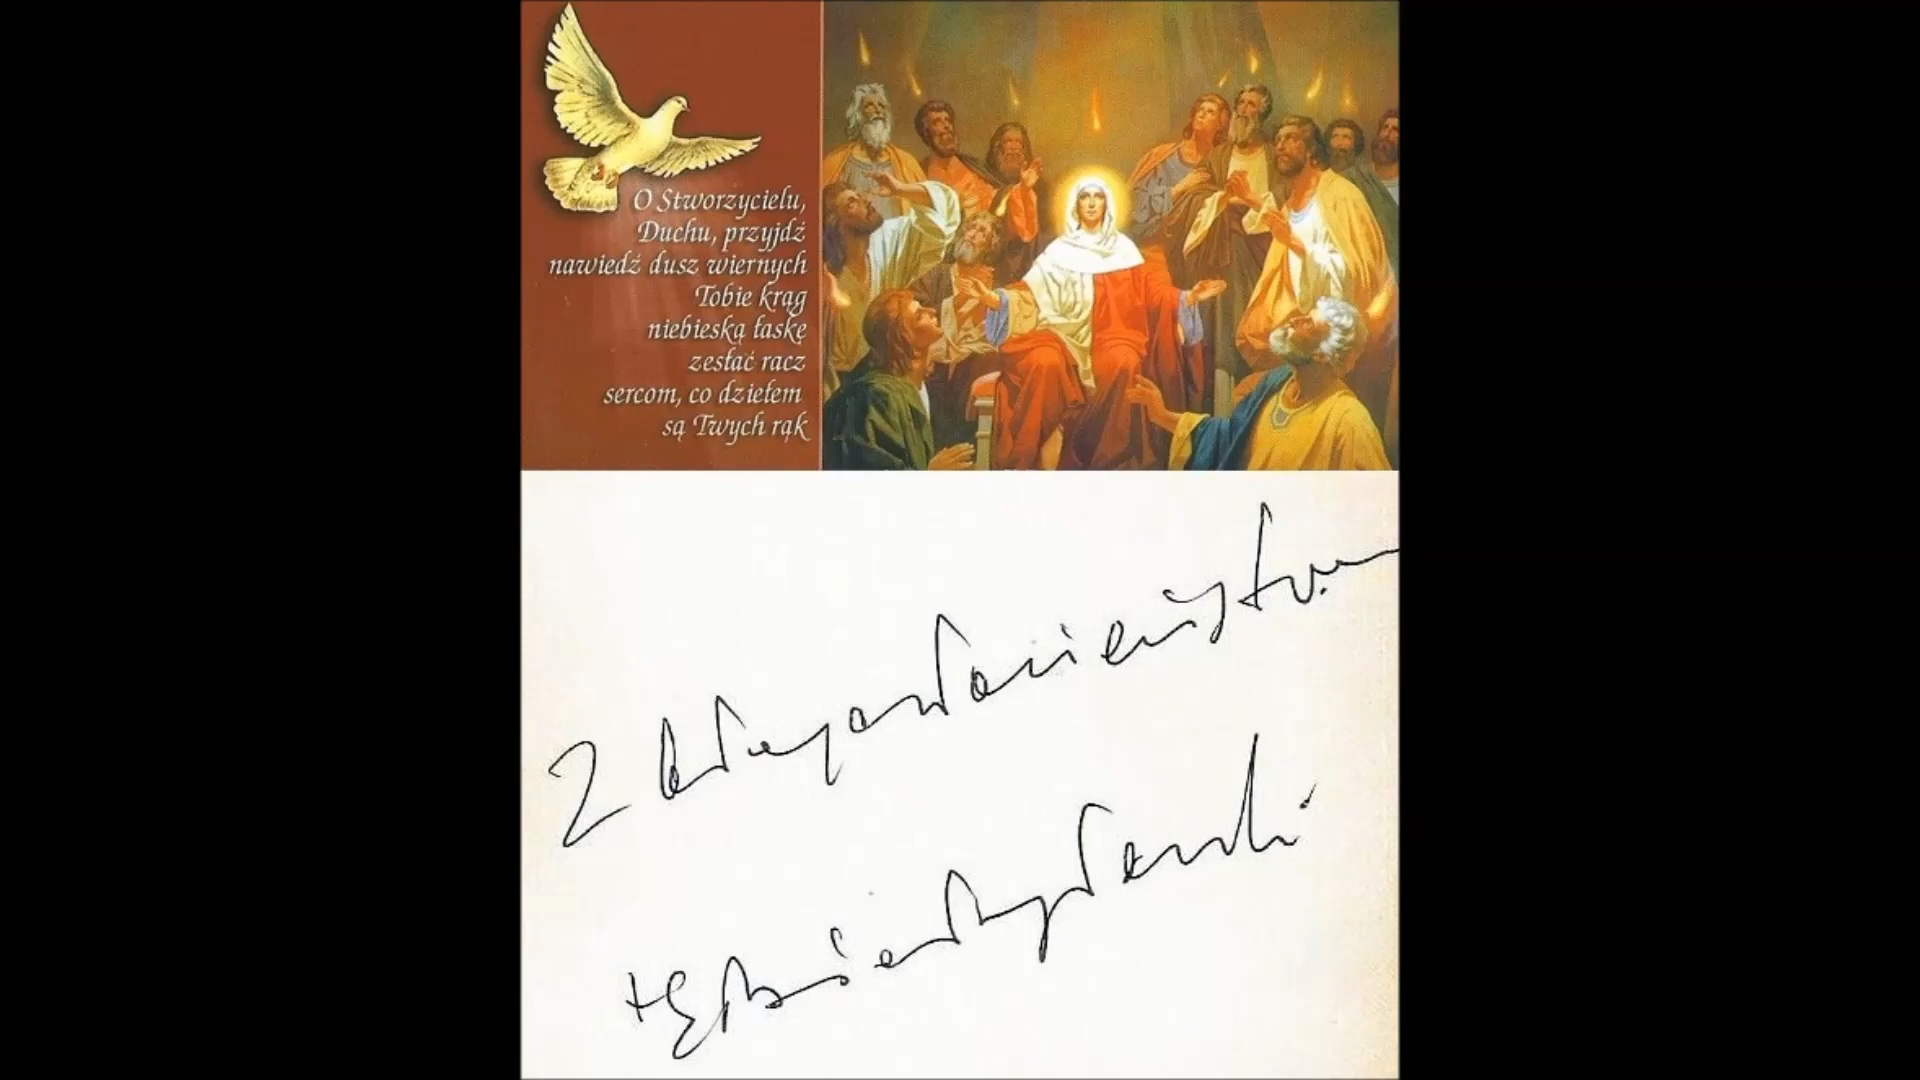 O Stworzycielu,
Duchu, przyjdź
nawiedź dusz wiernych
Tobie krąg
niebieską łaskę
zesłać racz
sercom, co dziełem
są Twych rąk
Z błogosławieństwem
+